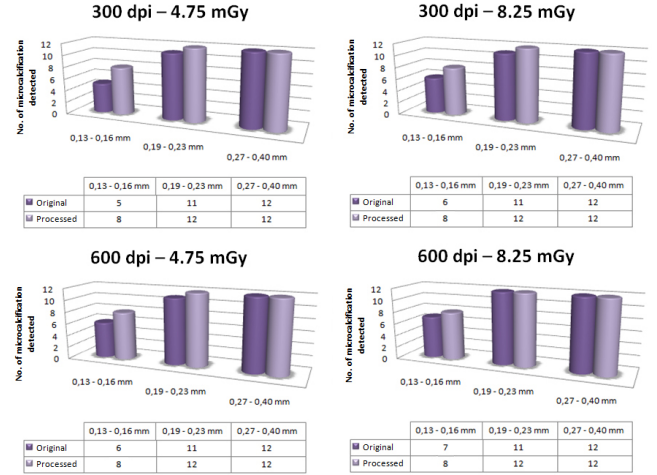 300 dpi – 4.75 mGy
No. of microcalcification
detected
12
10
8
6
4
2
0
0,13 - 0,16 mm
0,19 - 0,23 mm
0,27 - 0,40 mm
0,13 - 0,16 mm 0,19 - 0,23 mm 0,27 - 0,40 mm
Original 5 11 12
Processed 8 12 12
300 dpi – 8.25 mGy
No. of microcalcification
detected
12
10
8
6
4
2
0
0,13 - 0,16 mm
0,19 - 0,23 mm
0,27 - 0,40 mm
0,13 - 0,16 mm 0,19 - 0,23 mm 0,27 - 0,40 mm
Original 6 11 12
Processed 8 12 12
600 dpi – 4.75 mGy
No. of microcalcification
detected
12
10
8
6
4
2
0
0,13 - 0,16 mm
0,19 - 0,23 mm
0,27 - 0,40 mm
0,13 - 0,16 mm 0,19 - 0,23 mm 0,27 - 0,40 mm
Original 6 11 12
Processed 8 12 12
600 dpi – 8.25 mGy
No. of microcalcification
detected
12
10
8
6
4
2
0
0,13 - 0,16 mm
0,19 - 0,23 mm
0,27 - 0,40 mm
0,13 - 0,16 mm 0,19 - 0,23 mm 0,27 - 0,40 mm
Original 7 11 12
Processed 8 12 12